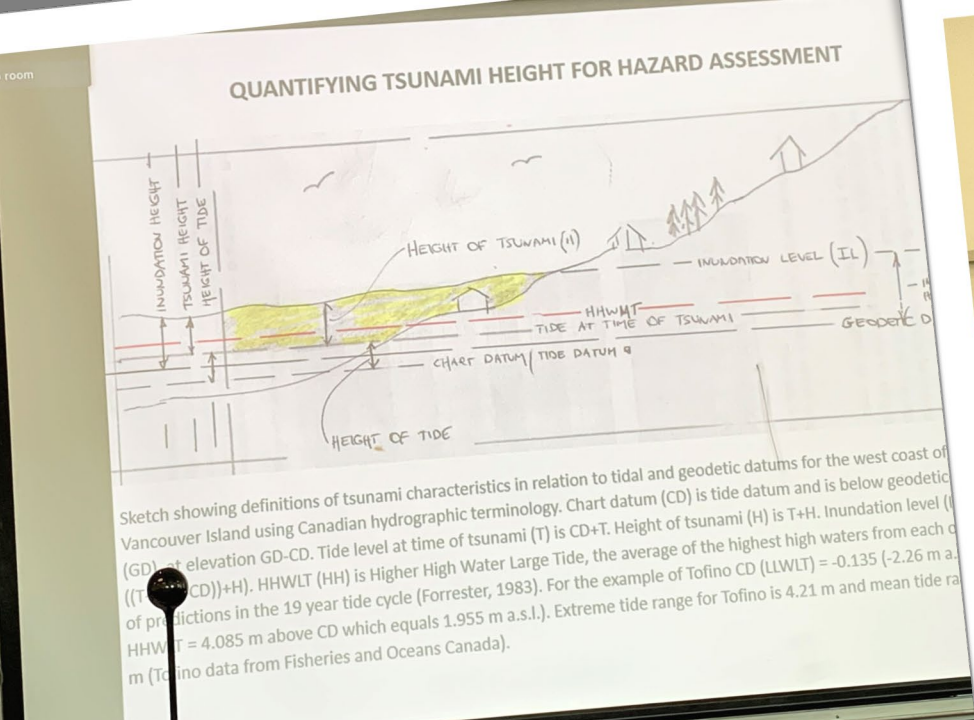 room
QUANTIFYING TSUNAMI HEIGHT FOR HAZARD ASSESSMENT
INUNDATION HEIGHT
TSUNAMI HEIGHT
HEIGHT OF TIDE
HEIGHT OF TSUNAMI (H)
INUNDATION LEVEL (IL)
HHWMT
TIDE AT TIME OF TSUNAMI
GEODETIC D
CHART DATUM/ TIDE DATUM
HEIGHT OF TIDE
Sketch showing definitions of tsunami characteristics in relation to tidal and geodetic datums for the west coast of
Vancouver Island using Canadian hydrographic terminology. Chart datum (CD) is tide datum and is below geodetic
(GD), at elevation GD-CD. Tide level at time of tsunami (T) is CD+T. Height of tsunami (H) is T+H. Inundation level (
((T CD))+H). HHWLT (HH) is Higher High Water Large Tide, the average of the highest high waters from each
of predictions in the 19 year tide cycle (Forrester, 1983). For the example of Tofino CD (LLWLT) = -0.135 (-2.26 m a.
HHW T = 4.085 m above CD which equals 1.955 m a.s.l.). Extreme tide range for Tofino is 4.21 m and mean tide ra
m (Tofino data from Fisheries and Oceans Canada).